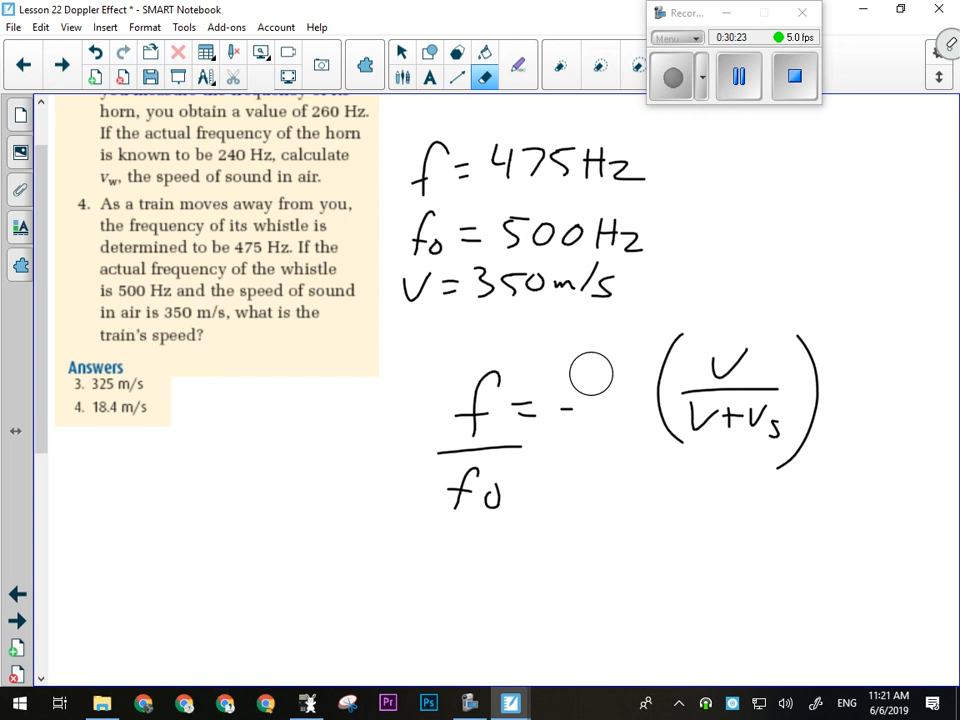 Lesson 22 Doppler Effect * - SMART Notebook
Recor...
File Edit View Insert Format Tools Add-ons Account Help
Menu
0:30:23
5.0 fps
horn, you obtain a value of 260 Hz.
If the actual frequency of the horn
is known to be 240 Hz, calculate
vw, the speed of sound in air.
4. As a train moves away from you,
the frequency of its whistle is
determined to be 475 Hz. If the
actual frequency of the whistle
is 500 Hz and the speed of sound
in air is 350 m/s, what is the
train's speed?
Answers
3. 325 m/s
4. 18.4 m/s
f = 475 Hz
fo = 500 Hz
v = 350 m/s
f/fo = - (v/(v+vs))
Pr
Ps
ENG
11:21 AM
6/6/2019